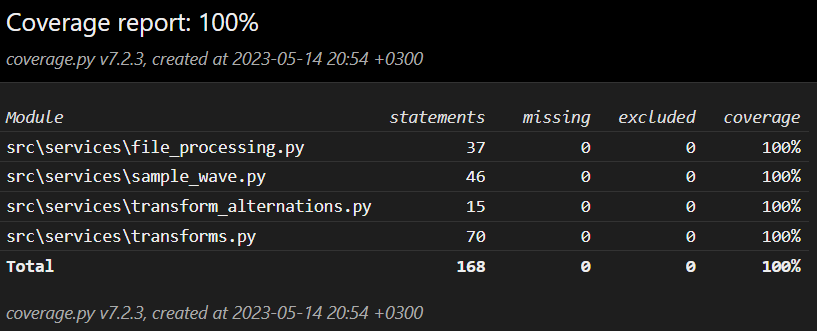 Coverage report: 100%
coverage.py v7.2.3, created at 2023-05-14 20:54 +0300
Module statements missing excluded coverage
src\services\file_processing.py 37 0 0 100%
src\services\sample_wave.py 46 0 0 100%
src\services\transform_alternations.py 15 0 0 100%
src\services\transforms.py 70 0 0 100%
Total 168 0 0 100%
coverage.py v7.2.3, created at 2023-05-14 20:54 +0300